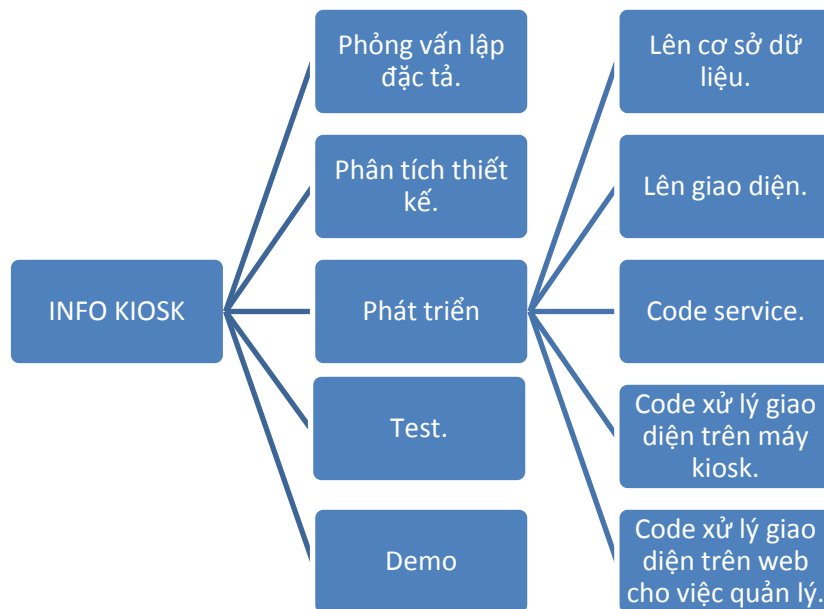 INFO KIOSK
Phỏng vấn lập
đặc tả.
Phân tích thiết
kế.
Phát triển
Test.
Demo
Lên cơ sở dữ
liệu.
Lên giao diện.
Code service.
Code xử lý giao
diện trên máy
kiosk.
Code xử lý giao
diện trên web
cho việc quản lý.